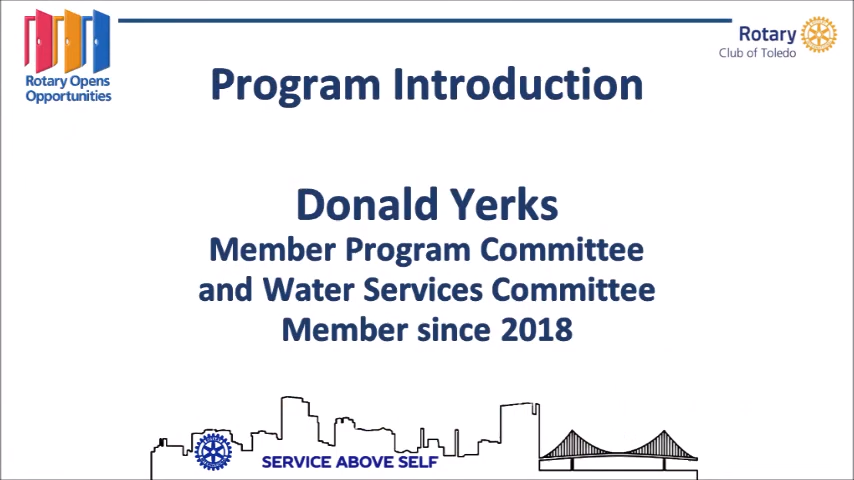 Rotary Opens
Opportunities
Rotary
Club of Toledo
Program Introduction
Donald Yerks
Member Program Committee
and Water Services Committee
Member since 2018
SERVICE ABOVE SELF